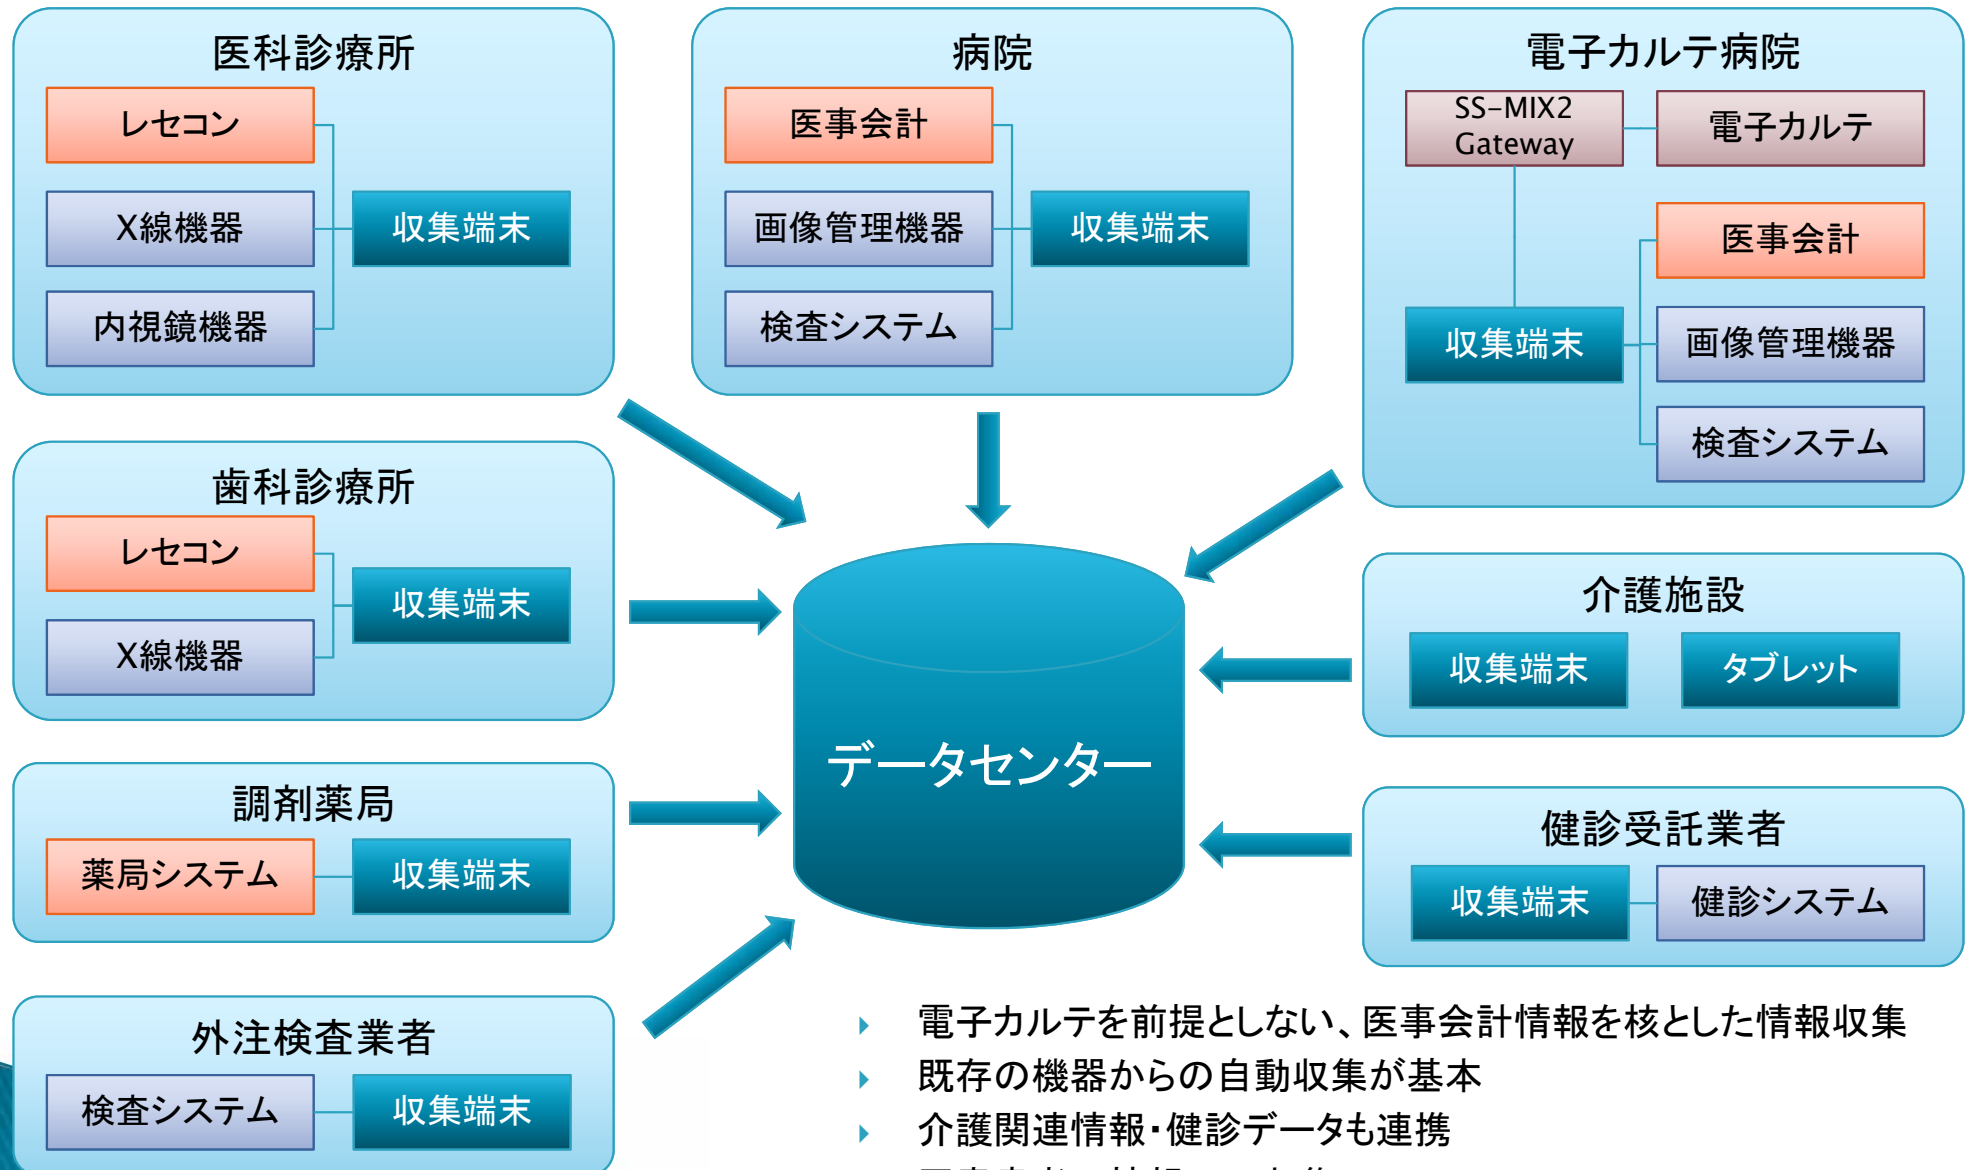 医科診療所
レセコン
X線機器
収集端末
内視鏡機器
病院
医事会計
画像管理機器
収集端末
検査システム
電子カルテ病院
SS-MIX2
Gateway
電子カルテ
医事会計
収集端末
画像管理機器
検査システム
歯科診療所
レセコン
収集端末
X線機器
調剤薬局
薬局システム
収集端末
外注検査業者
検査システム
収集端末
データセンター
介護施設
収集端末
タブレット
健診受託業者
収集端末
健診システム
電子カルテを前提としない、医事会計情報を核とした情報収集
既存の機器からの自動収集が基本
介護関連情報・健診データも連携